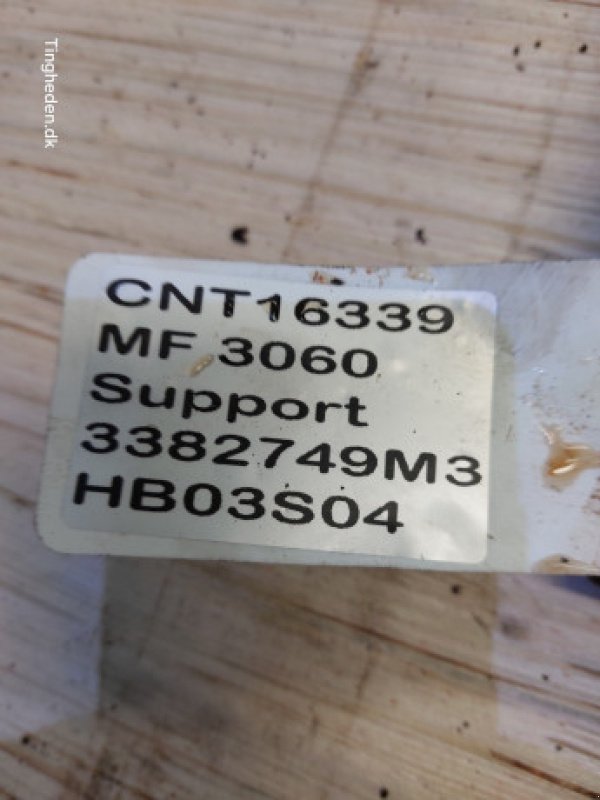 Tingheden.dk
CNT16339
MF 3060
Support
3382749M3
HB03S04